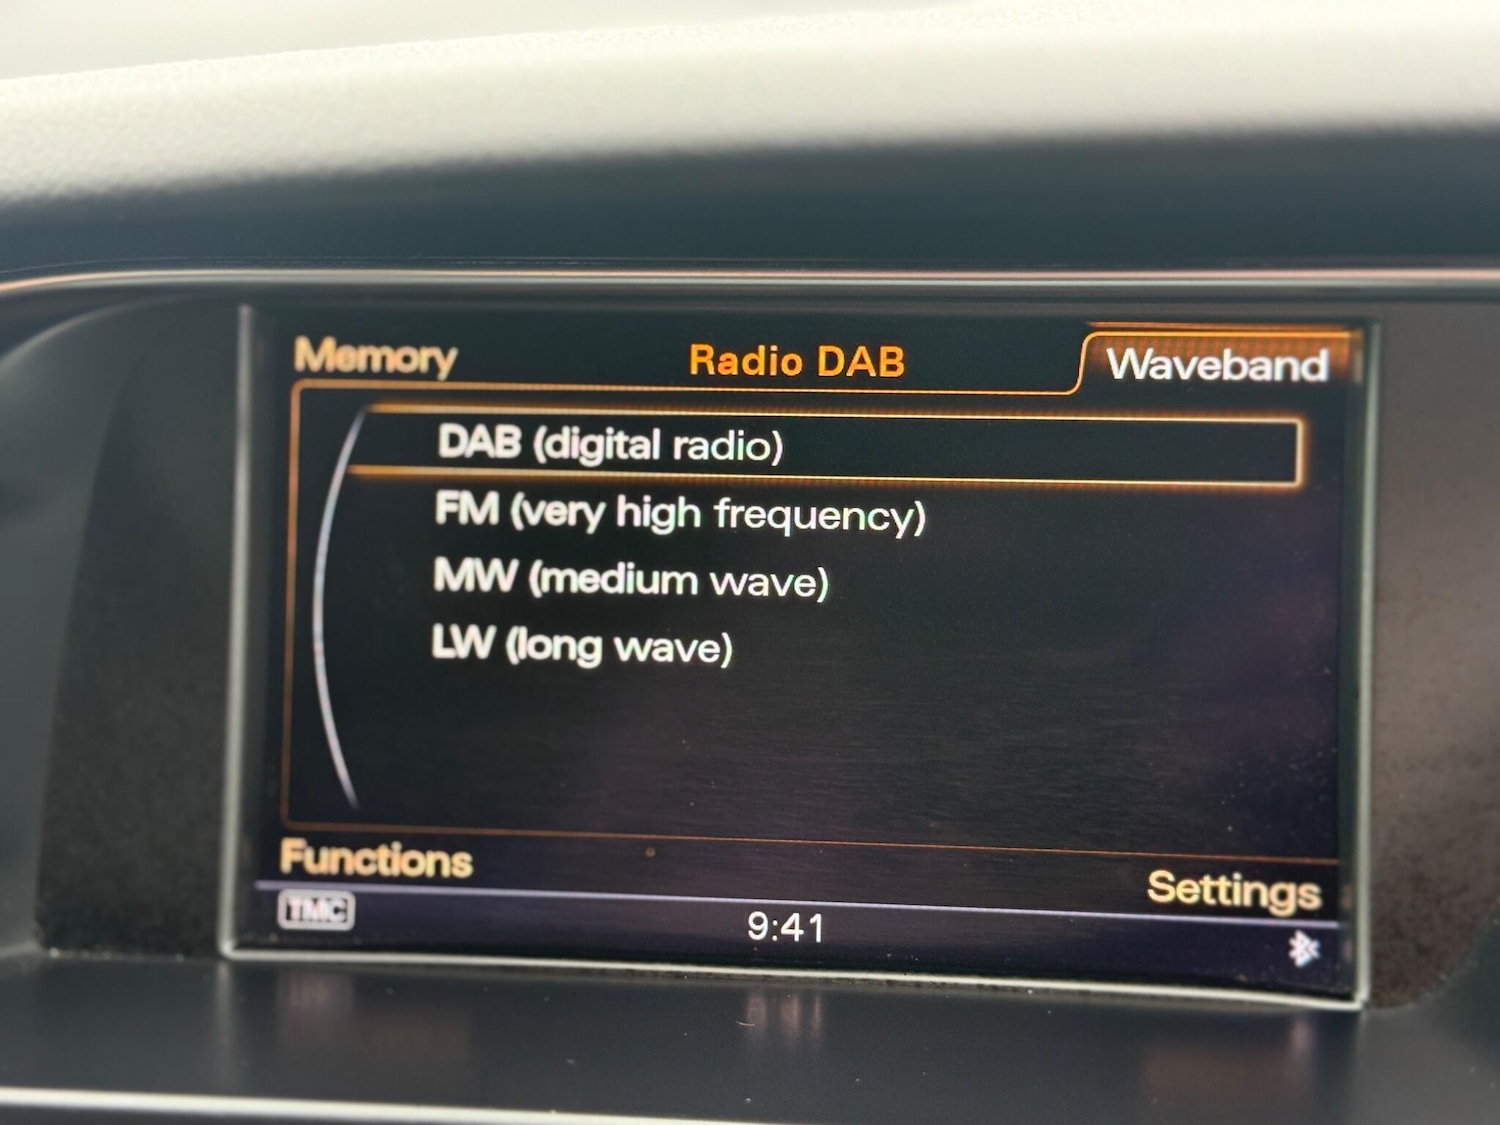 Memory
Radio DAB
Waveband
DAB (digital radio)
FM (very high frequency)
MW (medium wave)
LW (long wave)
Functions
Settings
TMC
9:41